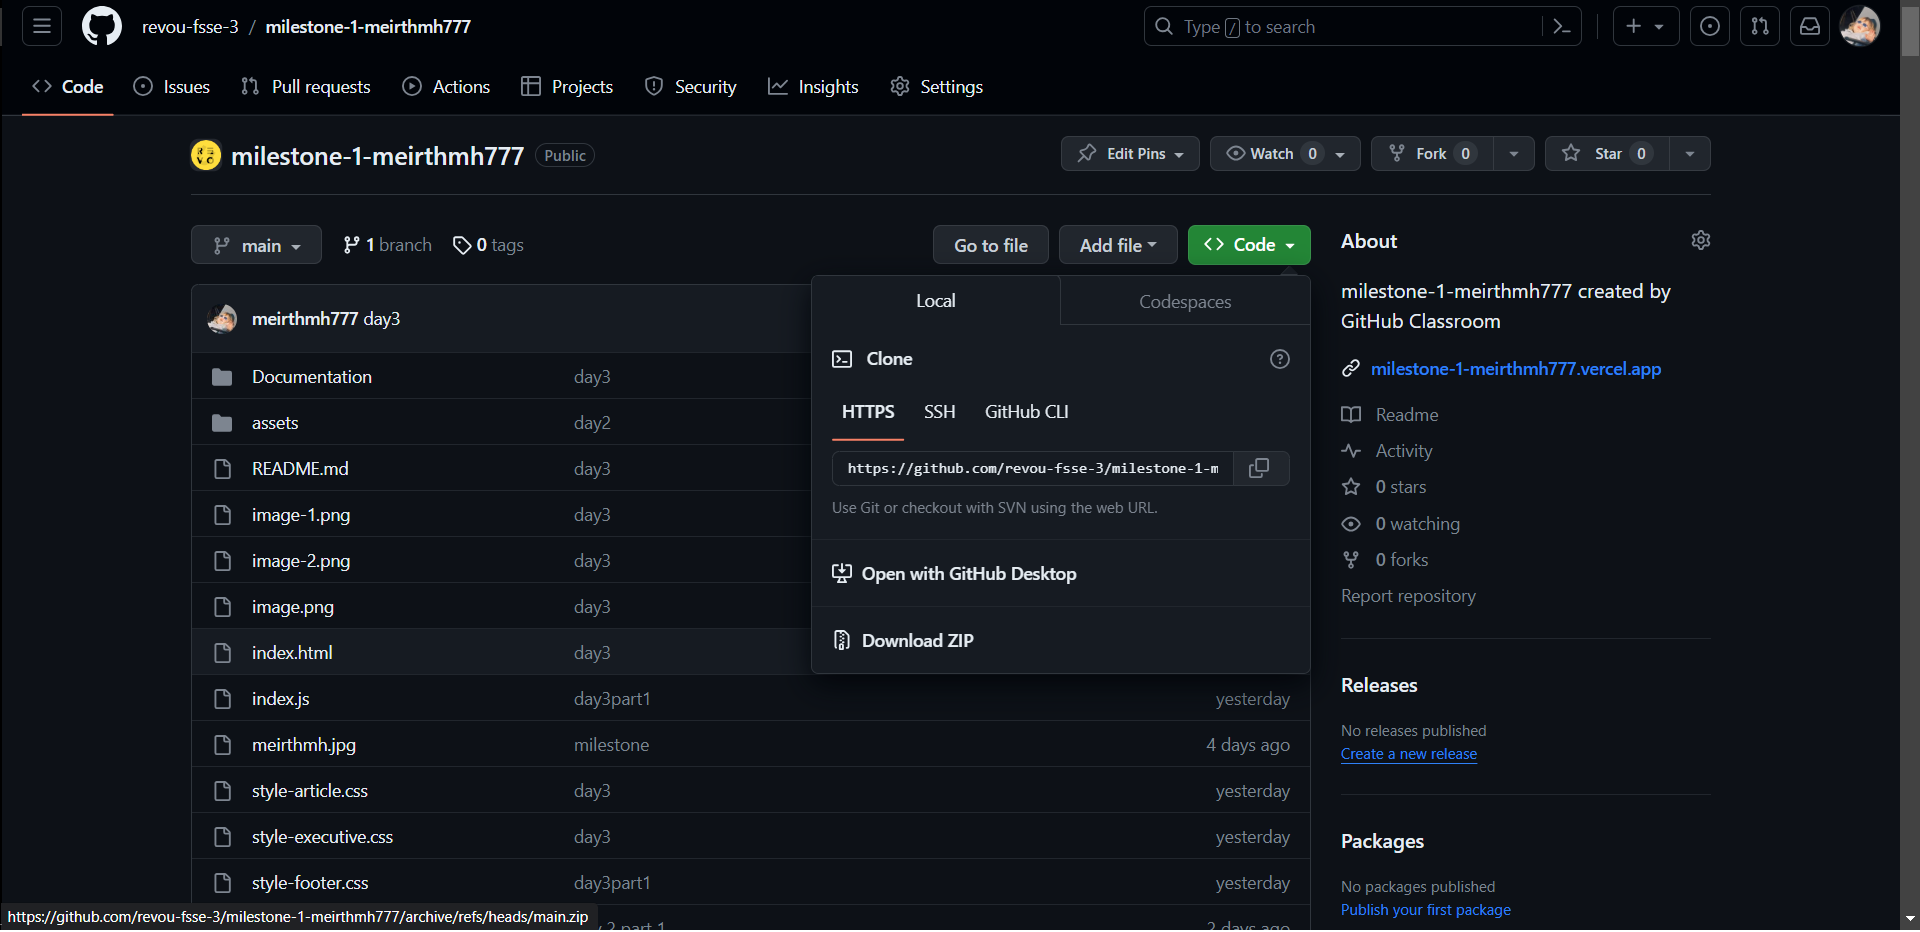 revou-fsse-3 / milestone-1-meirthmh777
Type / to search
Code Issues Pull requests Actions Projects Security Insights Settings
milestone-1-meirthmh777 Public
Edit Pins Watch 0 Fork 0 Star 0
main 1 branch 0 tags Go to file Add file Code
meirthmh777 day3
Documentation day3
assets day2
README.md day3
image-1.png day3
image-2.png day3
image.png day3
index.html day3
index.js day3part1 yesterday
meirthmh.jpg milestone 4 days ago
style-article.css day3 yesterday
style-executive.css day3 yesterday
style-footer.css day3part1 yesterday
2 part 1 2 days ago
Local Codespaces
Clone
HTTPS SSH GitHub CLI
https://github.com/revou-fsse-3/milestone-1-m
Use Git or checkout with SVN using the web URL.
Open with GitHub Desktop
Download ZIP
About
milestone-1-meirthmh777 created by
GitHub Classroom
milestone-1-meirthmh777.vercel.app
Readme
Activity
0 stars
0 watching
0 forks
Report repository
Releases
No releases published
Create a new release
Packages
No packages published
Publish your first package
https://github.com/revou-fsse-3/milestone-1-meirthmh777/archive/refs/heads/main.zip